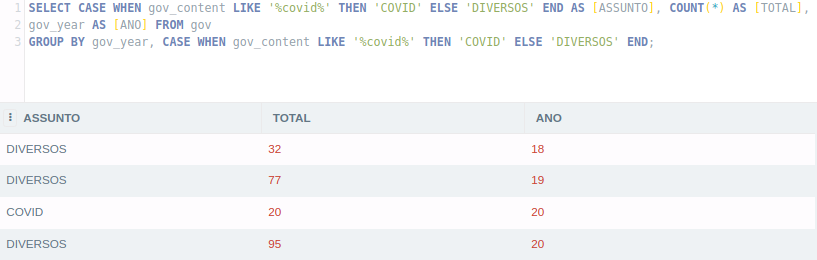 1 SELECT CASE WHEN gov_content LIKE '%covid%' THEN 'COVID' ELSE 'DIVERSOS' END AS [ASSUNTO], COUNT(*) AS [TOTAL],
2 gov_year AS [ANO] FROM gov
3 GROUP BY gov_year, CASE WHEN gov_content LIKE '%covid%' THEN 'COVID' ELSE 'DIVERSOS' END;
ASSUNTO TOTAL ANO
DIVERSOS 32 18
DIVERSOS 77 19
COVID 20 20
DIVERSOS 95 20